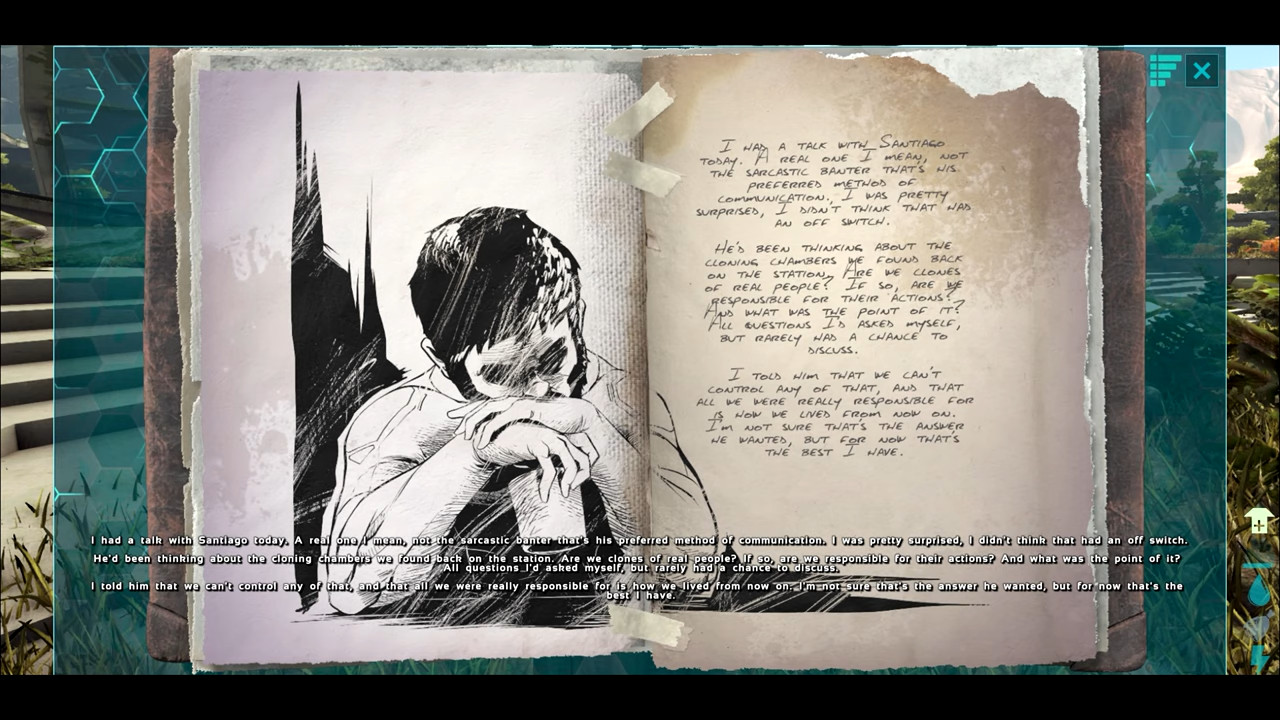 I had a talk with Santiago
today. A real one I mean, not
the sarcastic banter that's his
preferred method of
communication. I was pretty
surprised, I didn't think that had
an off switch.
He's been thinking about the
cloning chambers we found back
on the station. Are we clones
of real people? If so, are we
responsible for their actions?
And what was the point of it?
All questions I'd asked myself,
but rarely had a chance to
discuss.
I told him that we can't
control any of that, and that
all we were really responsible for
is how we lived from now on.
I'm not sure that's the answer
he wanted, but for now that's
the best I have.
I had a talk with Santiago today. A real one I mean, not the sarcastic banter that's his preferred method of communication. I was pretty surprised, I didn't think that had an off switch.
He'd been thinking about the cloning chambers we found back on the station. Are we clones of real people? If so, are we responsible for their actions? And what was the point of it?
All questions I'd asked myself, but rarely had a chance to discuss.
I told him that we can't control any of that, and that all we were really responsible for is how we lived from now on. I'm not sure that's the answer he wanted, but for now that's the
best I have.